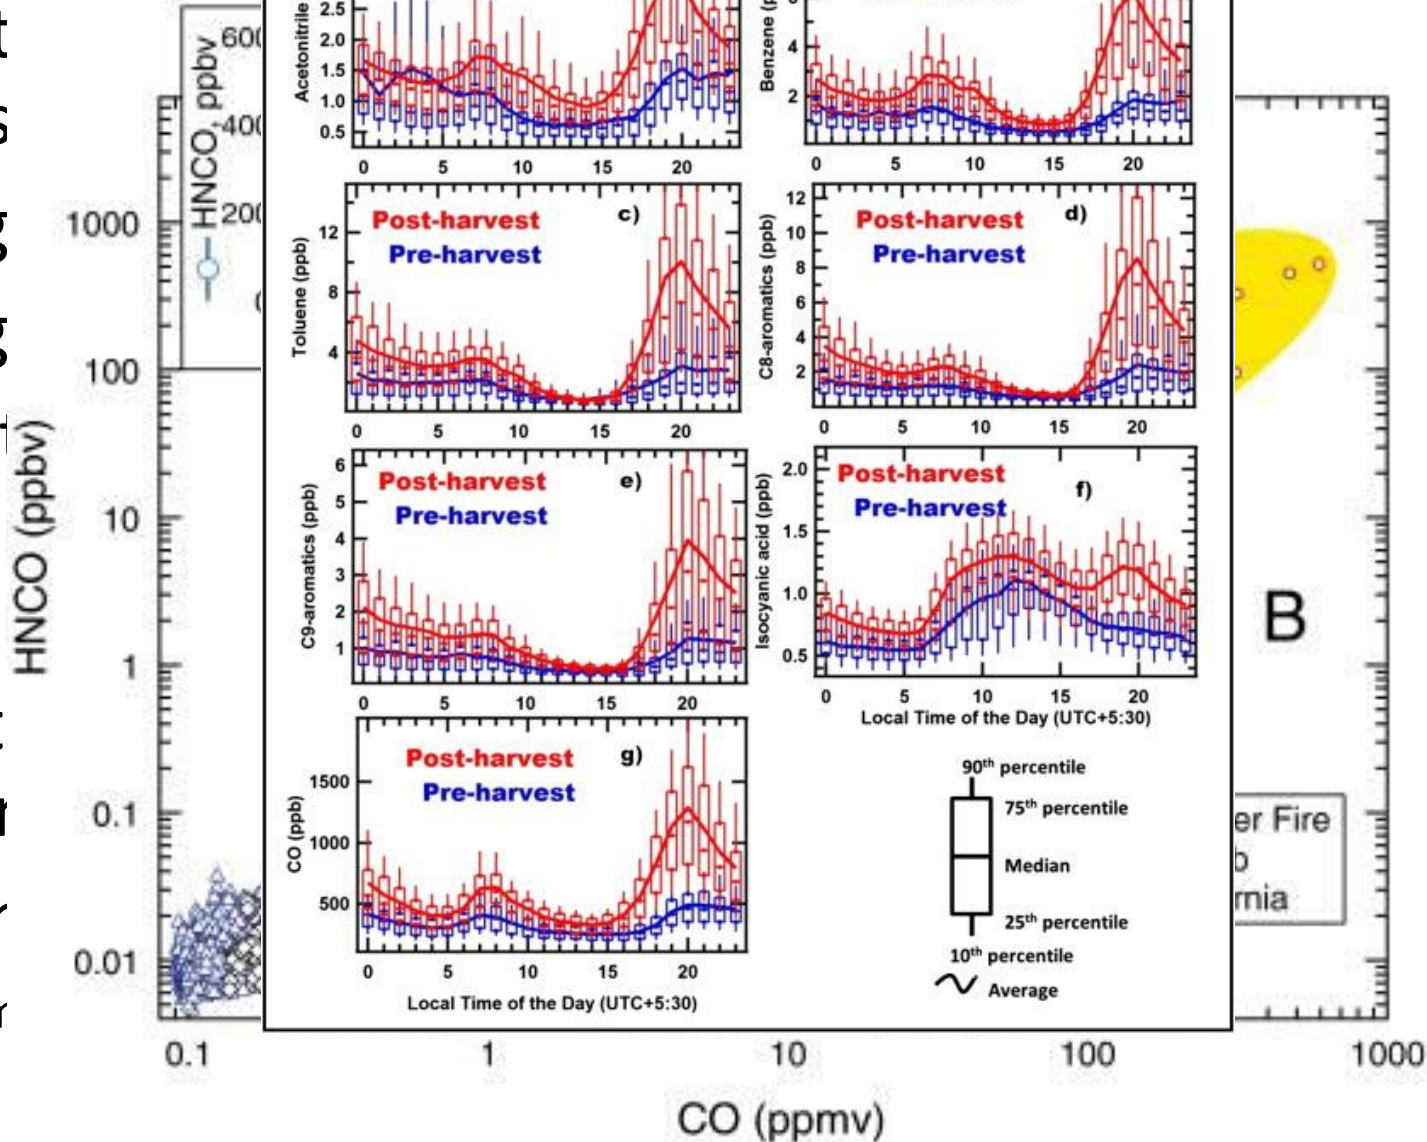 HNCO, ppbv
400
200
1000
100
10
1
0.1
0.01
HNCO (ppbv)
0.1 1 10 100 1000
CO (ppmv)
B
er Fire
rnia
Acetonitrile
2.5
2.0
1.5
1.0
0.5
0 5 10 15 20
Benzene
4
2
0 5 10 15 20
c)
Post-harvest
Pre-harvest
Toluene (ppb)
12
8
4
0 5 10 15 20
d)
Post-harvest
Pre-harvest
C8-aromatics (ppb)
12
10
8
6
4
2
0 5 10 15 20
e)
Post-harvest
Pre-harvest
C9-aromatics (ppb)
6
5
4
3
2
1
0 5 10 15 20
f)
Post-harvest
Pre-harvest
Isocyanic acid (ppb)
2.0
1.5
1.0
0.5
0 5 10 15 20
Local Time of the Day (UTC+5:30)
g)
Post-harvest
Pre-harvest
CO (ppb)
1500
1000
500
0 5 10 15 20
Local Time of the Day (UTC+5:30)
90th percentile
75th percentile
Median
25th percentile
10th percentile
Average